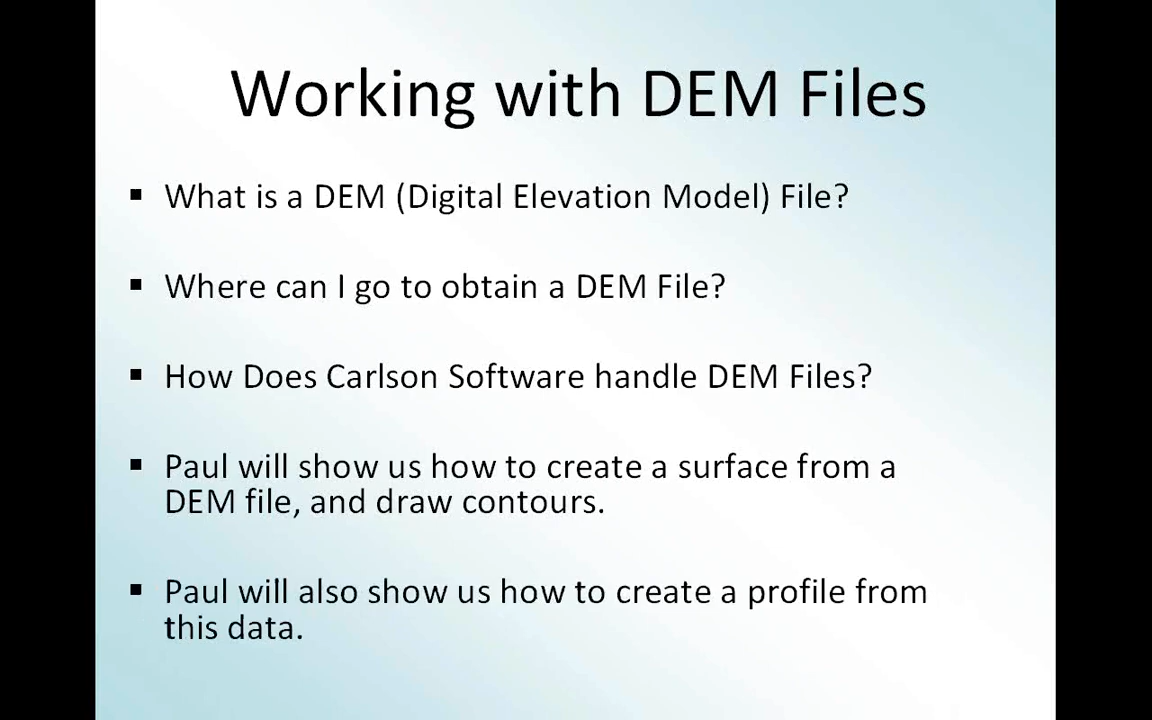 Working with DEM Files
▪ What is a DEM (Digital Elevation Model) File?
▪ Where can I go to obtain a DEM File?
▪ How Does Carlson Software handle DEM Files?
▪ Paul will show us how to create a surface from a
DEM file, and draw contours.
▪ Paul will also show us how to create a profile from
this data.